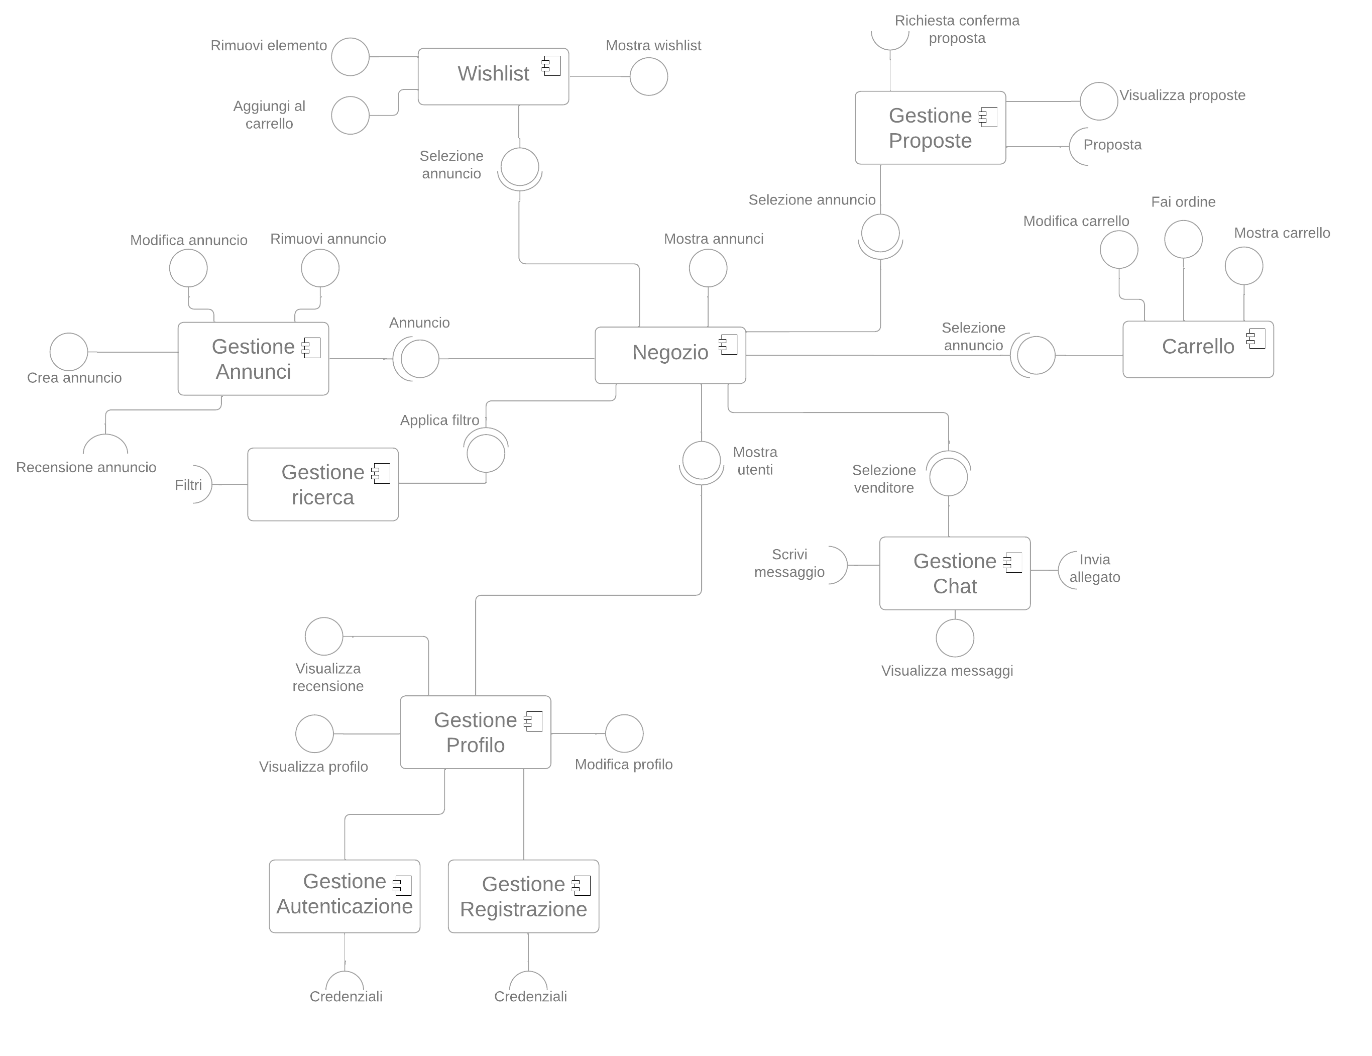 Richiesta conferma
proposta
Rimuovi elemento
Mostra wishlist
Wishlist
Visualizza proposte
Aggiungi al
carrello
Gestione
Proposte
Proposta
Selezione
annuncio
Selezione annuncio
Fai ordine
Modifica carrello
Mostra carrello
Modifica annuncio
Rimuovi annuncio
Mostra annunci
Annuncio
Selezione
annuncio
Gestione
Annunci
Negozio
Carrello
Crea annuncio
Applica filtro
Mostra
utenti
Recensione annuncio
Filtri
Gestione
ricerca
Selezione
venditore
Scrivi
messaggio
Gestione
Chat
Invia
allegato
Visualizza messaggi
Visualizza
recensione
Gestione
Profilo
Visualizza profilo
Modifica profilo
Gestione
Autenticazione
Gestione
Registrazione
Credenziali
Credenziali